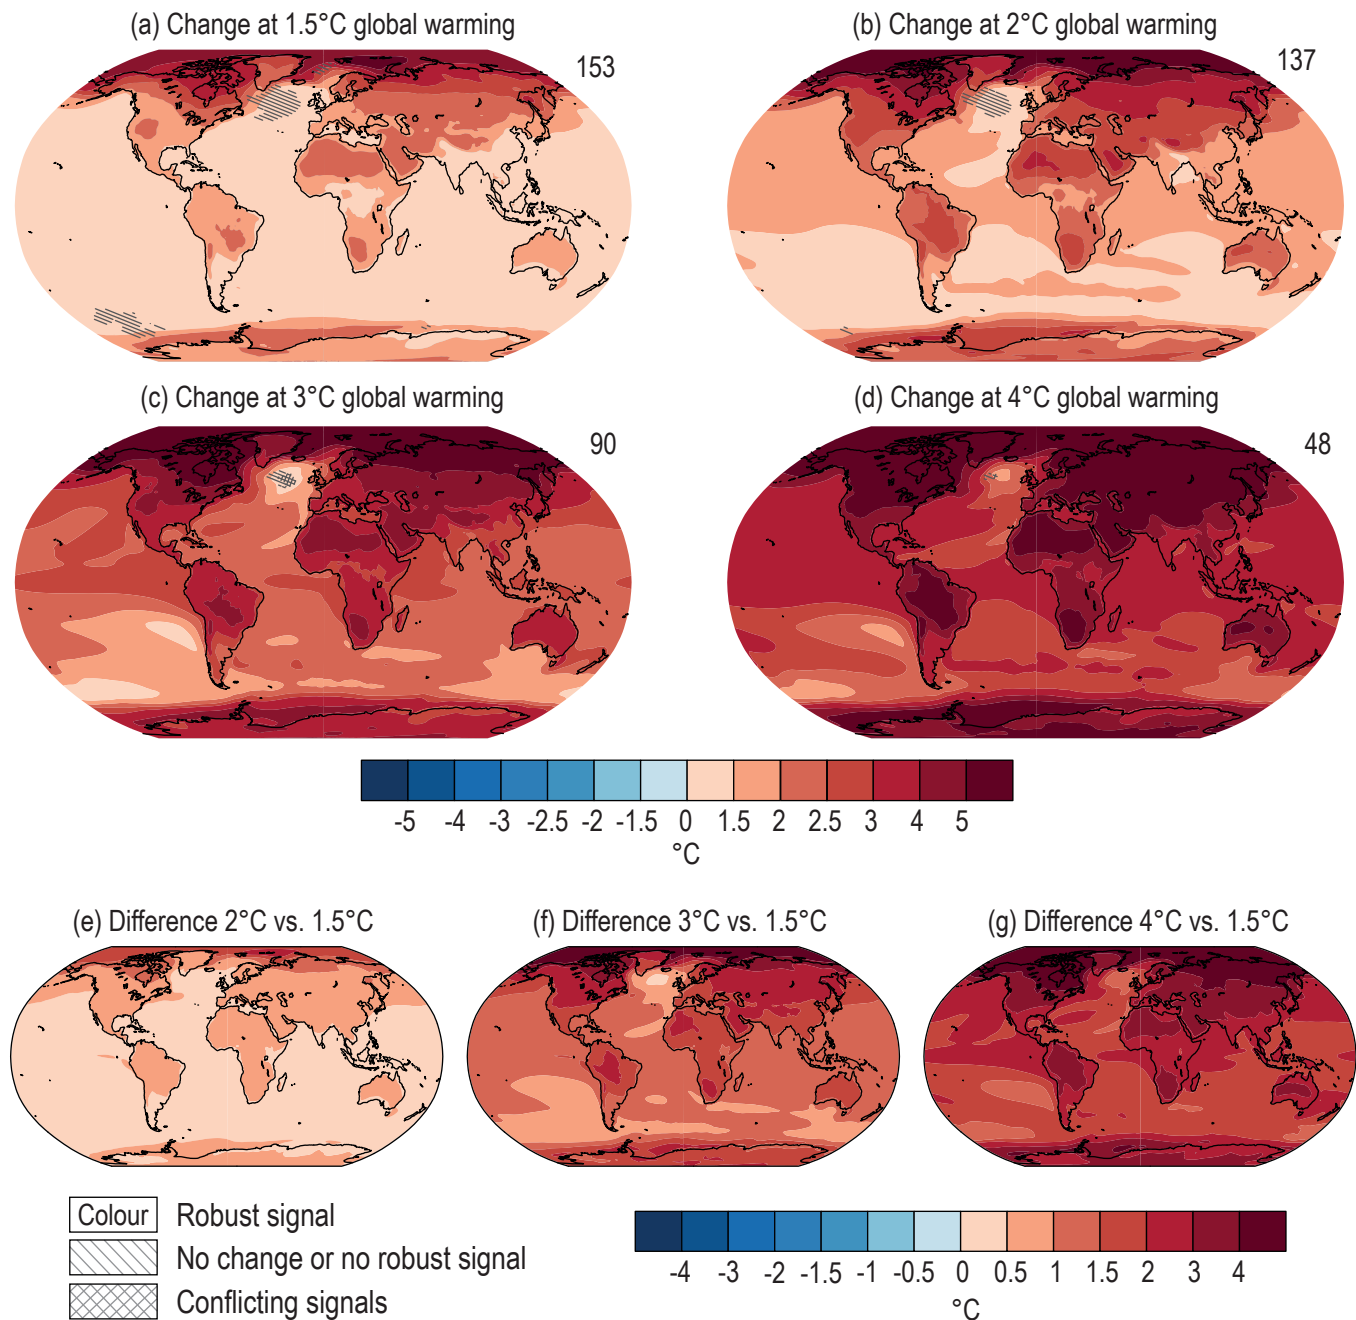 (a) Change at 1.5°C global warming
153
(b) Change at 2°C global warming
137
(c) Change at 3°C global warming
90
(d) Change at 4°C global warming
48
-5 -4 -3 -2.5 -2 -1.5 0 1.5 2 2.5 3 4 5
°C
(e) Difference 2°C vs. 1.5°C
(f) Difference 3°C vs. 1.5°C
(g) Difference 4°C vs. 1.5°C
Colour Robust signal
No change or no robust signal
Conflicting signals
-4 -3 -2 -1.5 -1 -0.5 0 0.5 1 1.5 2 3 4
°C